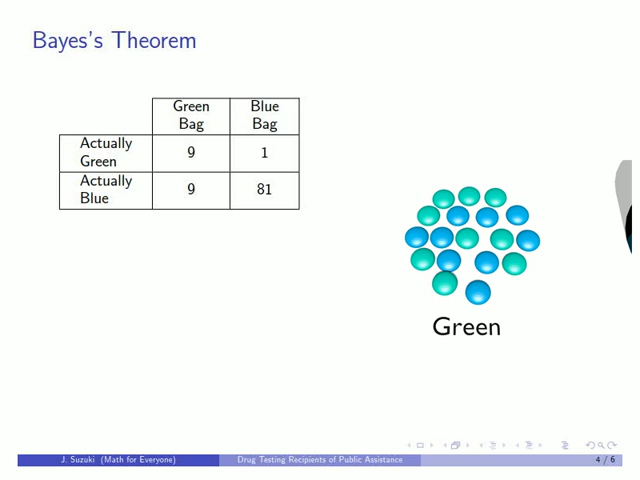 Bayes's Theorem
Green Bag
Blue Bag
Actually Green
9
1
Actually Blue
9
81
Green
J. Suzuki (Math for Everyone)
Drug Testing Recipients of Public Assistance
4 / 6